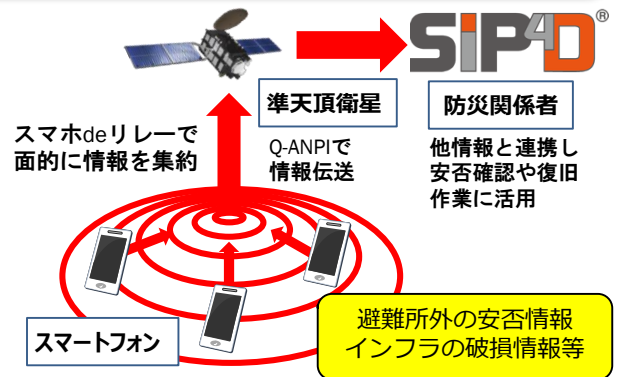 SIP4D®
準天頂衛星
防災関係者
スマホdeリレーで
面的に情報を集約
Q-ANPIで
情報伝送
他情報と連携し
安否確認や復旧
作業に活用
スマートフォン
避難所外の安否情報
インフラの破損情報等